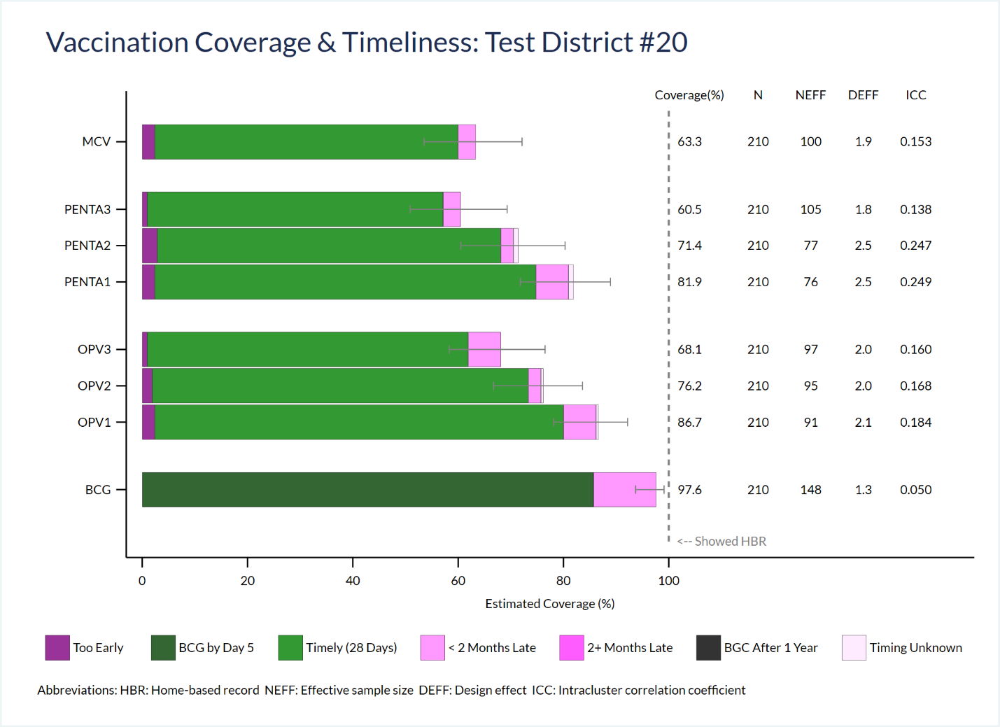 Vaccination Coverage & Timeliness: Test District #20
Coverage(%) N NEFF DEFF ICC
MCV 63.3 210 100 1.9 0.153
PENTA3 60.5 210 105 1.8 0.138
PENTA2 71.4 210 77 2.5 0.247
PENTA1 81.9 210 76 2.5 0.249
OPV3 68.1 210 97 2.0 0.160
OPV2 76.2 210 95 2.0 0.168
OPV1 86.7 210 91 2.1 0.184
BCG 97.6 210 148 1.3 0.050
<-- Showed HBR
0 20 40 60 80 100
Estimated Coverage (%)
Too Early BCG by Day 5 Timely (28 Days) < 2 Months Late 2+ Months Late BGC After 1 Year Timing Unknown
Abbreviations: HBR: Home-based record NEFF: Effective sample size DEFF: Design effect ICC: Intracluster correlation coefficient